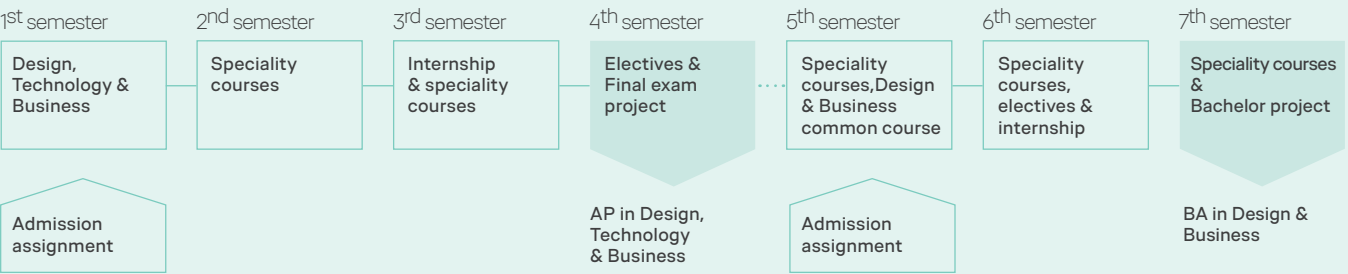 1st semester
2nd semester
3rd semester
4th semester
5th semester
6th semester
7th semester
Design,
Technology &
Business
Speciality
courses
Internship
& speciality
courses
Electives &
Final exam
project
Speciality
courses,Design
& Business
common course
Speciality
courses,
electives &
internship
Speciality courses
&
Bachelor project
Admission
assignment
AP in Design,
Technology
& Business
Admission
assignment
BA in Design &
Business